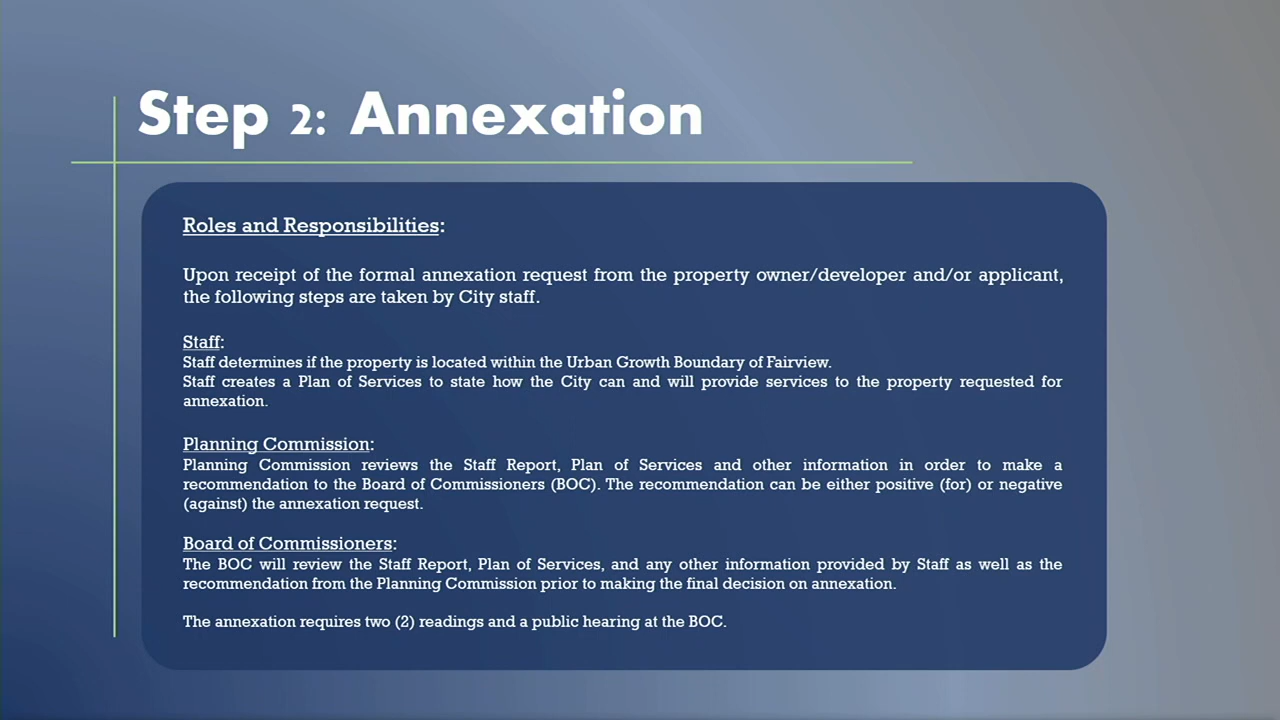 Step 2: Annexation
Roles and Responsibilities:
Upon receipt of the formal annexation request from the property owner/developer and/or applicant,
the following steps are taken by City staff.
Staff:
Staff determines if the property is located within the Urban Growth Boundary of Fairview.
Staff creates a Plan of Services to state how the City can and will provide services to the property requested for
annexation.
Planning Commission:
Planning Commission reviews the Staff Report, Plan of Services and other information in order to make a
recommendation to the Board of Commissioners (BOC). The recommendation can be either positive (for) or negative
(against) the annexation request.
Board of Commissioners:
The BOC will review the Staff Report, Plan of Services, and any other information provided by Staff as well as the
recommendation from the Planning Commission prior to making the final decision on annexation.
The annexation requires two (2) readings and a public hearing at the BOC.